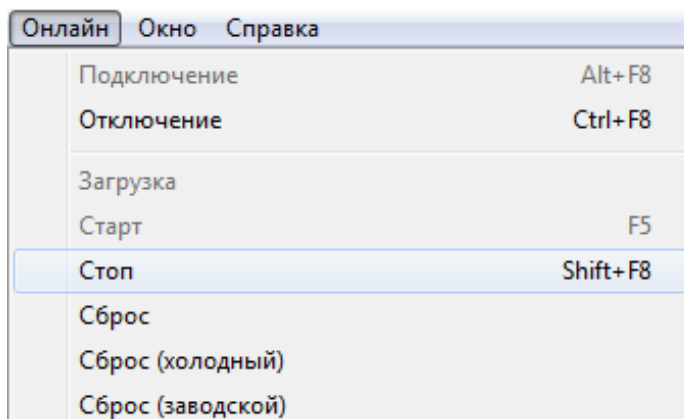 Онлайн Окно Справка
Подключение Alt+F8
Отключение Ctrl+F8
Загрузка
Старт F5
Стоп Shift+F8
Сброс
Сброс (холодный)
Сброс (заводской)